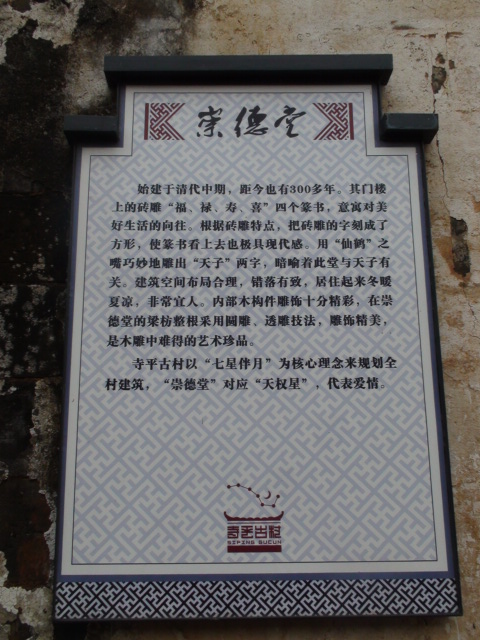 崇德堂
始建于清代中期，距今也有300多年。其门楼
上的砖雕“福、禄、寿、喜”四个篆书，意寓对美
好生活的向往。根据砖雕特点，把砖雕的字刻成了
方形，使篆书看上去也极具现代感。用“仙鹤”之
嘴巧妙地雕出“天子”两字，暗喻着此堂与天子有
关。建筑空间布局合理，错落有致，居住起来冬暖
夏凉，非常宜人。内部木构件雕饰十分精彩，在崇
德堂的梁枋整根采用圆雕、透雕技法，雕饰精美，
是木雕中难得的艺术珍品。
寺平古村以“七星伴月”为核心理念来规划全
村建筑，“崇德堂”对应“天权星”，代表爱情。
寺平古村
SIPING GUCUN